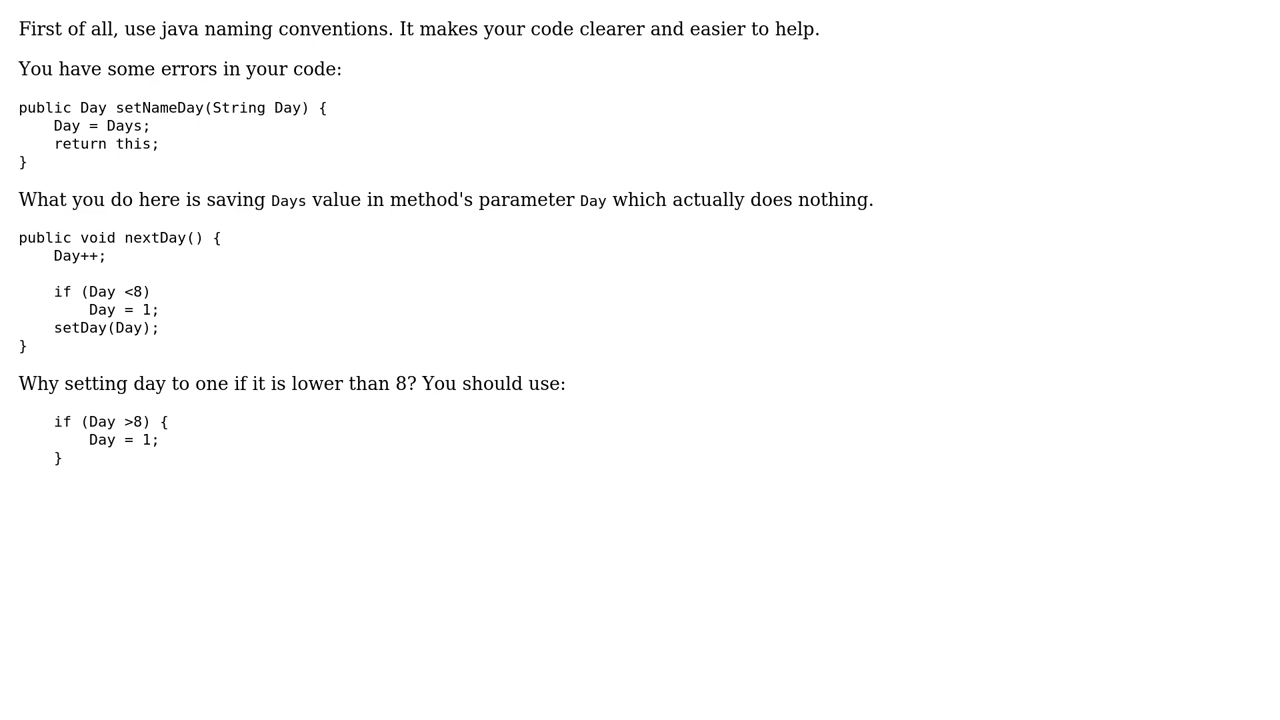 First of all, use java naming conventions. It makes your code clearer and easier to help.
You have some errors in your code:
public Day setNameDay(String Day) {
    Day = Days;
    return this;
}
What you do here is saving Days value in method's parameter Day which actually does nothing.
public void nextDay() {
    Day++;

    if (Day <8)
        Day = 1;
    setDay(Day);
}
Why setting day to one if it is lower than 8? You should use:
    if (Day >8) {
        Day = 1;
    }